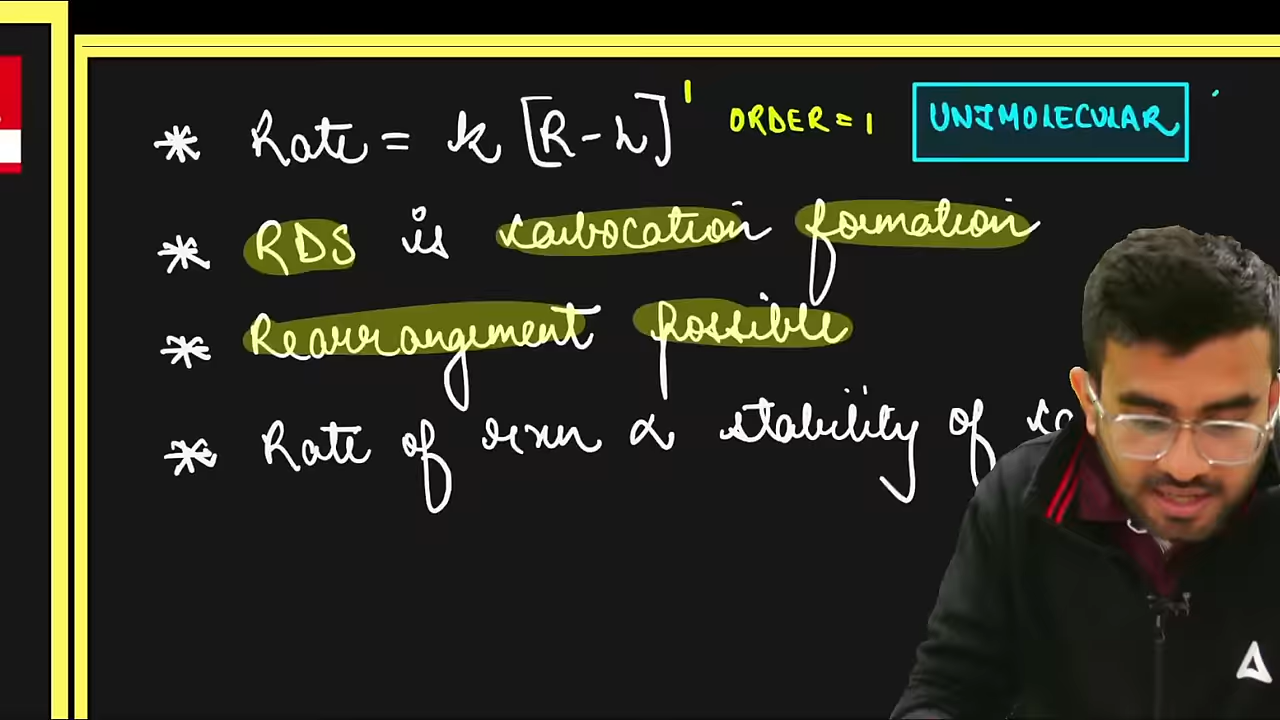 * Rate = k [R-L]¹ ORDER = 1 UNIMOLECULAR
* RDS is carbocation formation
* Rearrangement possible
* Rate of rxn α stability of